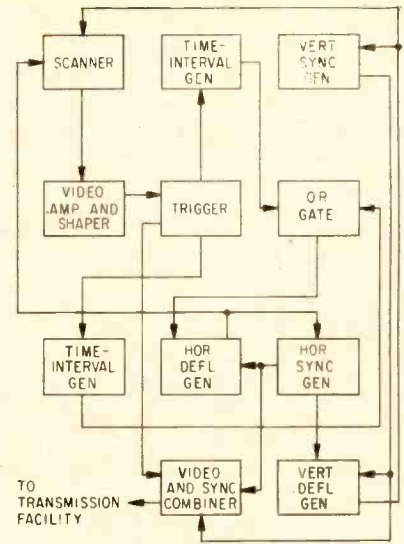 SCANNER
TIME-
INTERVAL
GEN
VERT
SYNC
GEN
VIDEO
AMP AND
SHAPER
TRIGGER
OR
GATE
TIME-
INTERVAL
GEN
HOR
DEFL
GEN
HOR
SYNC
GEN
TO
TRANSMISSION
FACILITY
VIDEO
AND SYNC
COMBINER
VERT
DEFL
GEN